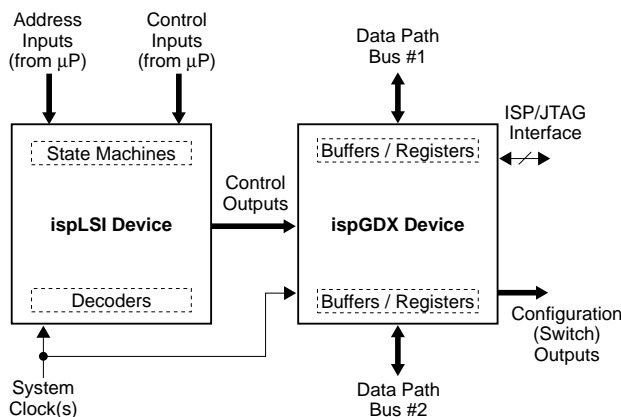 Address
Inputs
(from µP)
Control
Inputs
(from µP)
Data Path
Bus #1
ISP/JTAG
Interface
State Machines
Buffers / Registers
Control
Outputs
ispLSI Device
ispGDX Device
Decoders
Buffers / Registers
Configuration
(Switch)
Outputs
System
Clock(s)
Data Path
Bus #2